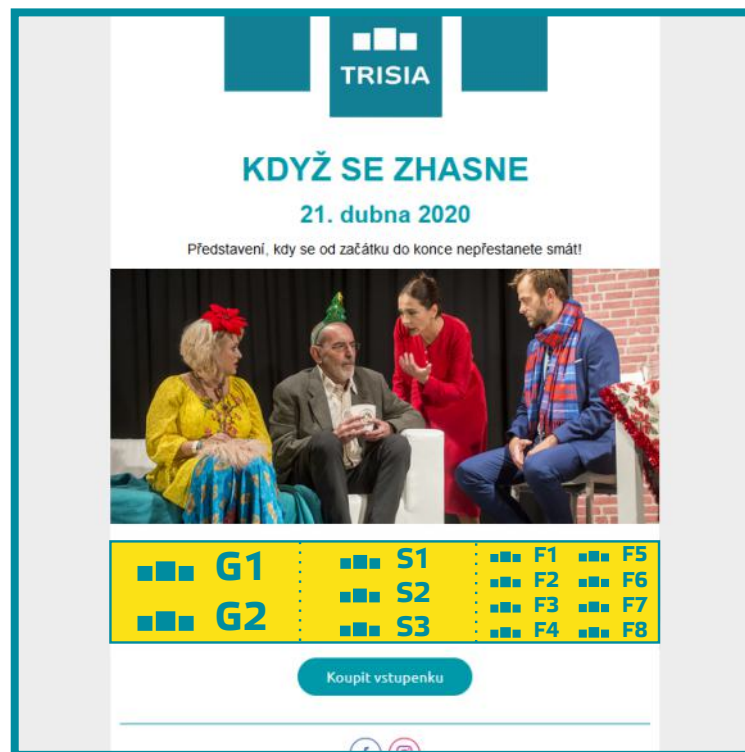 TRISIA
KDYŽ SE ZHASNE
21. dubna 2020
Představení, kdy se od začátku do konce nepřestanete smát!
G1
G2
S1
S2
S3
F1
F2
F3
F4
F5
F6
F7
F8
Koupit vstupenku
f